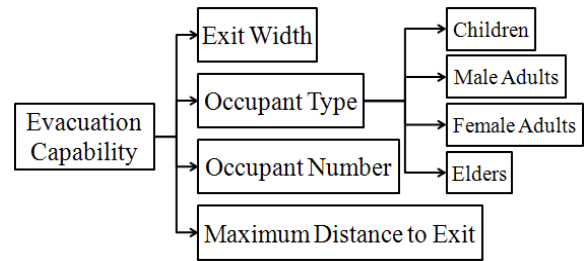 Evacuation
Capability
Exit Width
Occupant Type
Occupant Number
Maximum Distance to Exit
Children
Male Adults
Female Adults
Elders